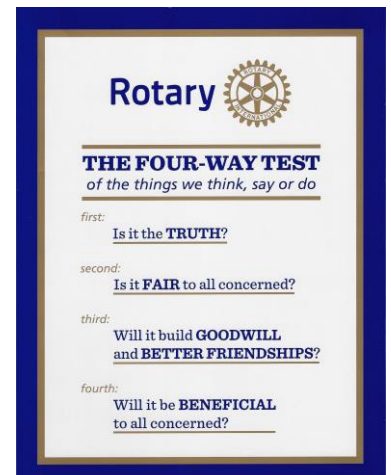 Rotary
ROTARY
INTERNATIONAL
THE FOUR-WAY TEST
of the things we think, say or do
first:
Is it the TRUTH?
second:
Is it FAIR to all concerned?
third:
Will it build GOODWILL
and BETTER FRIENDSHIPS?
fourth:
Will it be BENEFICIAL
to all concerned?